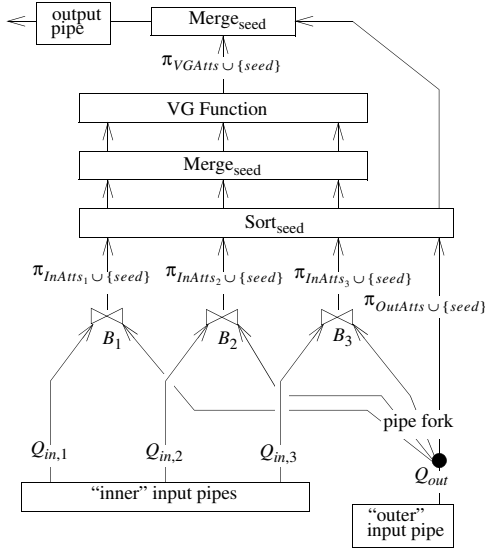 output
pipe
Merge_seed
π_VGAtts ∪ {seed}
VG Function
Merge_seed
Sort_seed
π_InAtts₁ ∪ {seed} π_InAtts₂ ∪ {seed} π_InAtts₃ ∪ {seed}
π_OutAtts ∪ {seed}
B₁ B₂ B₃
pipe fork
Q_in,1 Q_in,2 Q_in,3
Q_out
“inner” input pipes
“outer”
input pipe